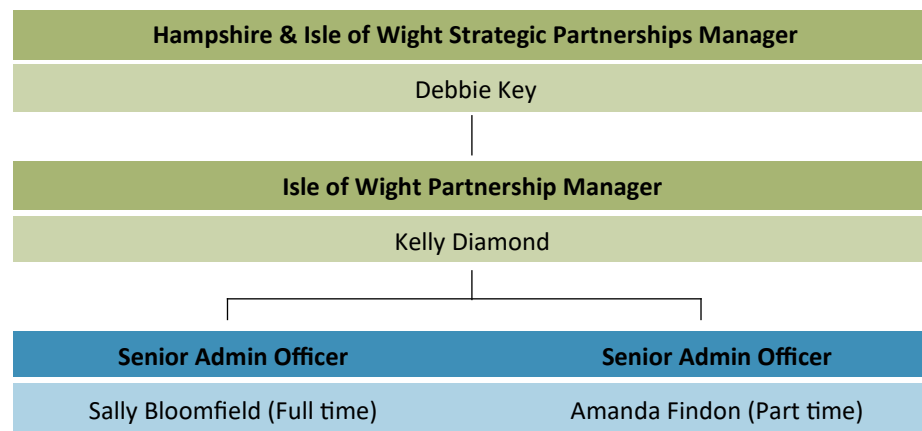 Hampshire & Isle of Wight Strategic Partnerships Manager
Debbie Key
Isle of Wight Partnership Manager
Kelly Diamond
Senior Admin Officer
Senior Admin Officer
Sally Bloomfield (Full time)
Amanda Findon (Part time)